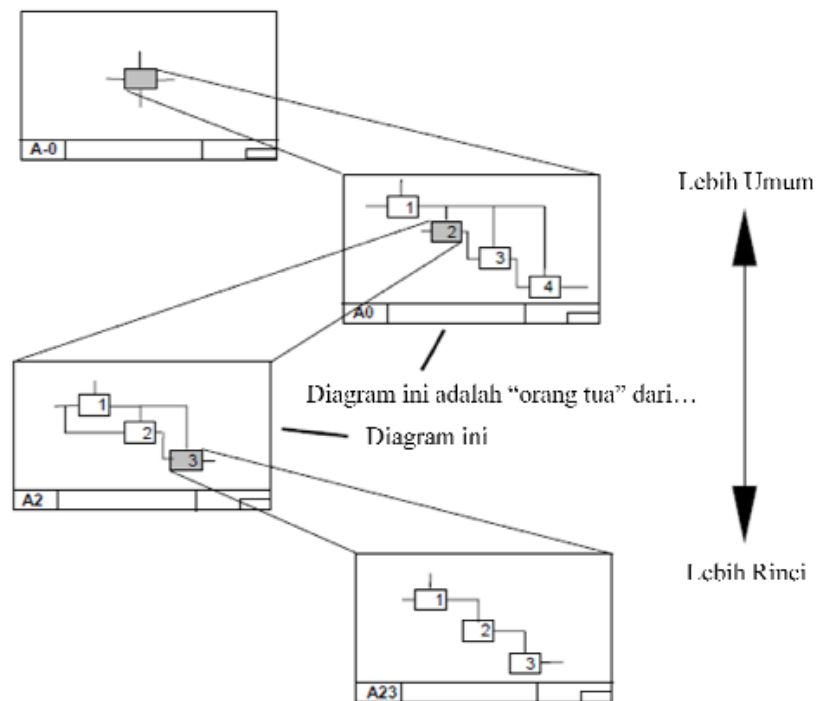 A-0
Lebih Umum
1
2
3
4
A0
Diagram ini adalah “orang tua” dari…
Diagram ini
1
2
3
A2
Lebih Rinci
1
2
3
A23